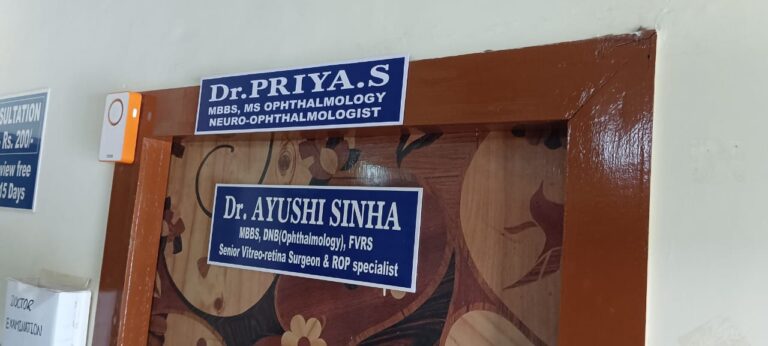 SULTATION
Rs. 200/-
view free
15 Days
Dr.PRIYA.S
MBBS, MS OPHTHALMOLOGY
NEURO-OPHTHALMOLOGIST
Dr. AYUSHI SINHA
MBBS, DNB(Ophthalmology), FVRS
Senior Vitreo-retina Surgeon & ROP specialist
DOCTOR
EXAMINATION